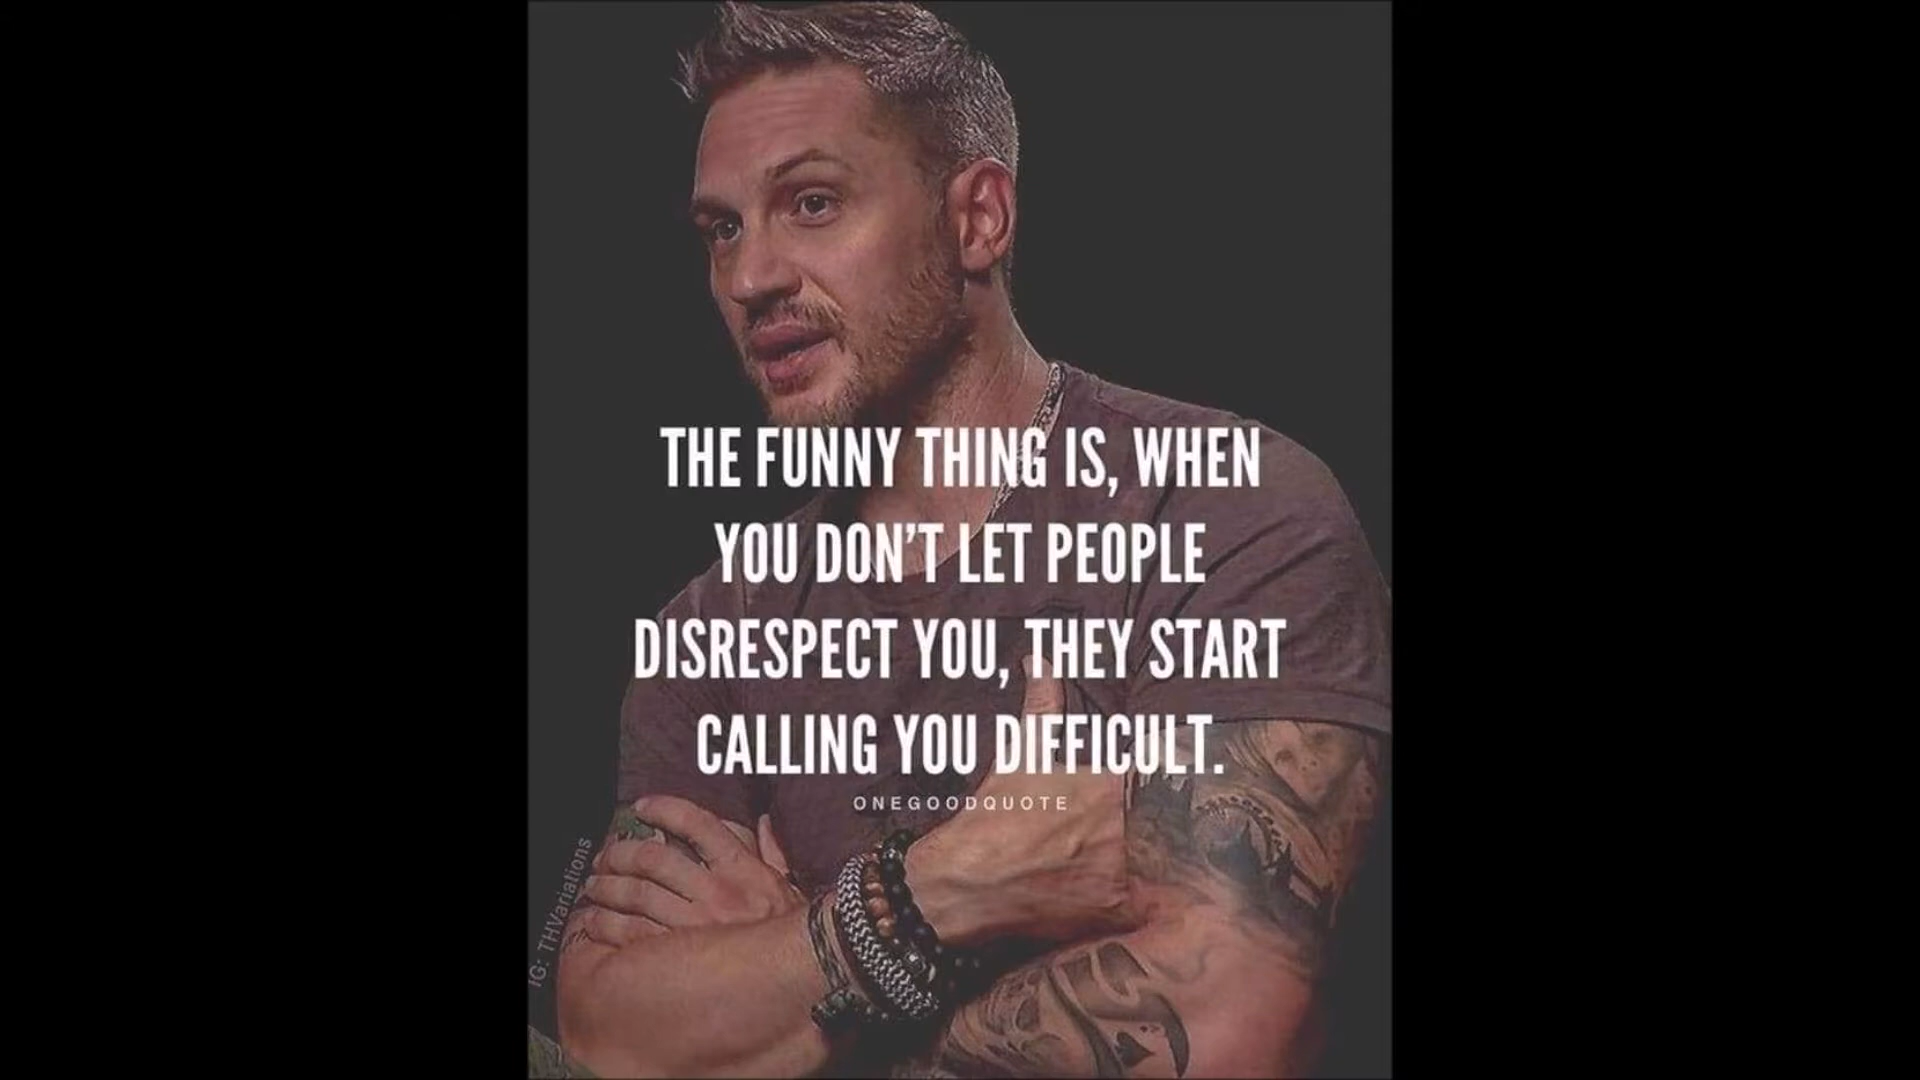 THE FUNNY THING IS, WHEN
YOU DON'T LET PEOPLE
DISRESPECT YOU, THEY START
CALLING YOU DIFFICULT.
ONEGOODQUOTE
IG: THVariations